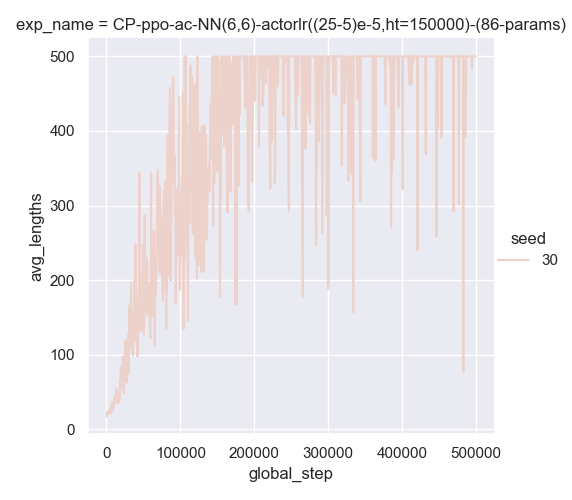 exp_name = CP-ppo-ac-NN(6,6)-actorlr((25-5)e-5,ht=150000)-(86-params)
500
400
300
200
100
0
avg_lengths
0 100000 200000 300000 400000 500000
global_step
seed
30